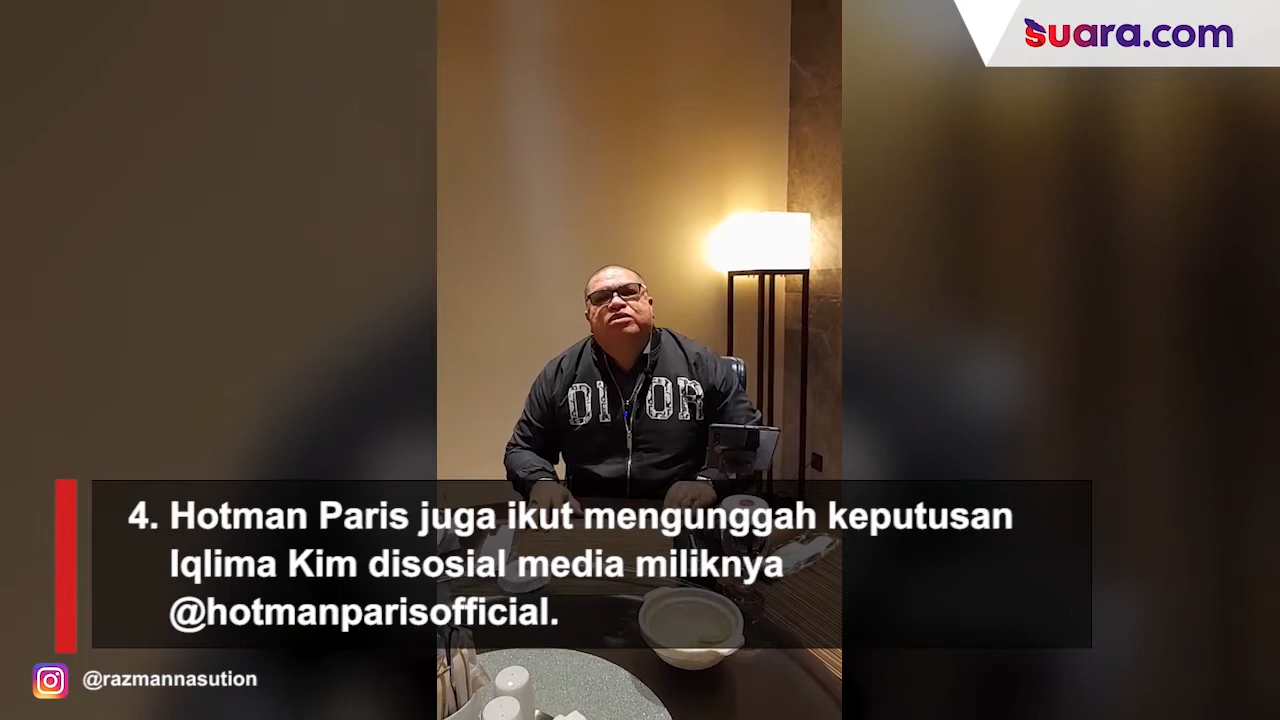 suara.com
DIOR
4. Hotman Paris juga ikut mengunggah keputusan
Iqlima Kim disosial media miliknya
@hotmanparisofficial.
@razmannasution